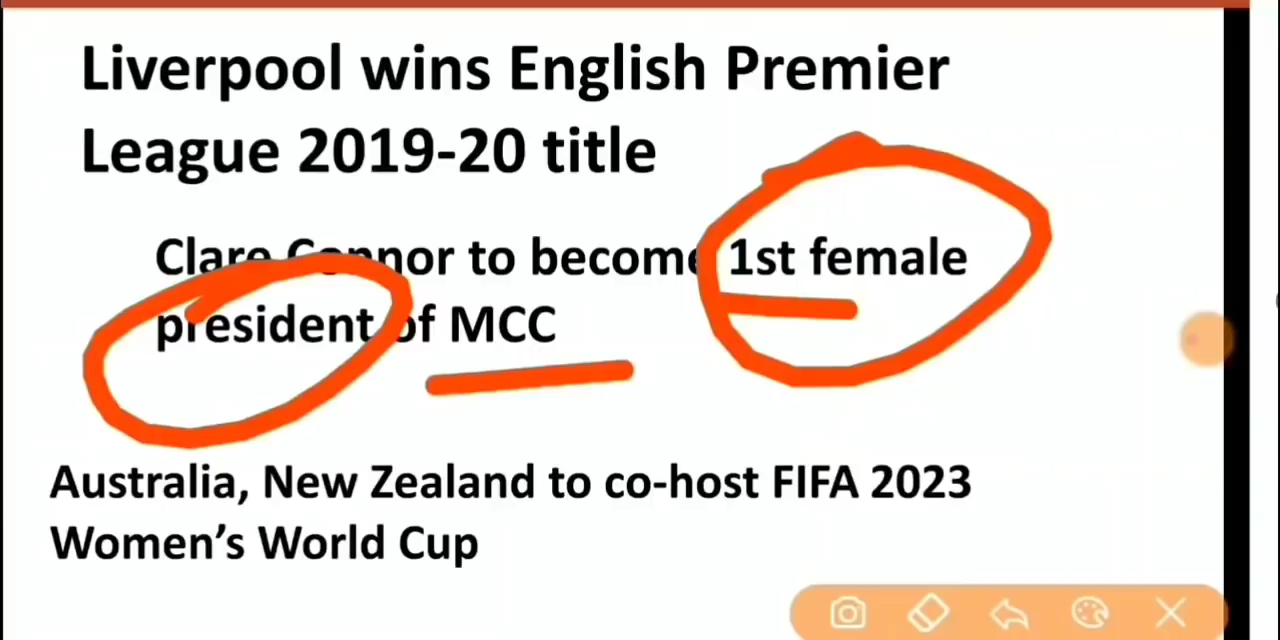 Liverpool wins English Premier
League 2019-20 title
Clare Connor to become 1st female
president of MCC
Australia, New Zealand to co-host FIFA 2023
Women’s World Cup